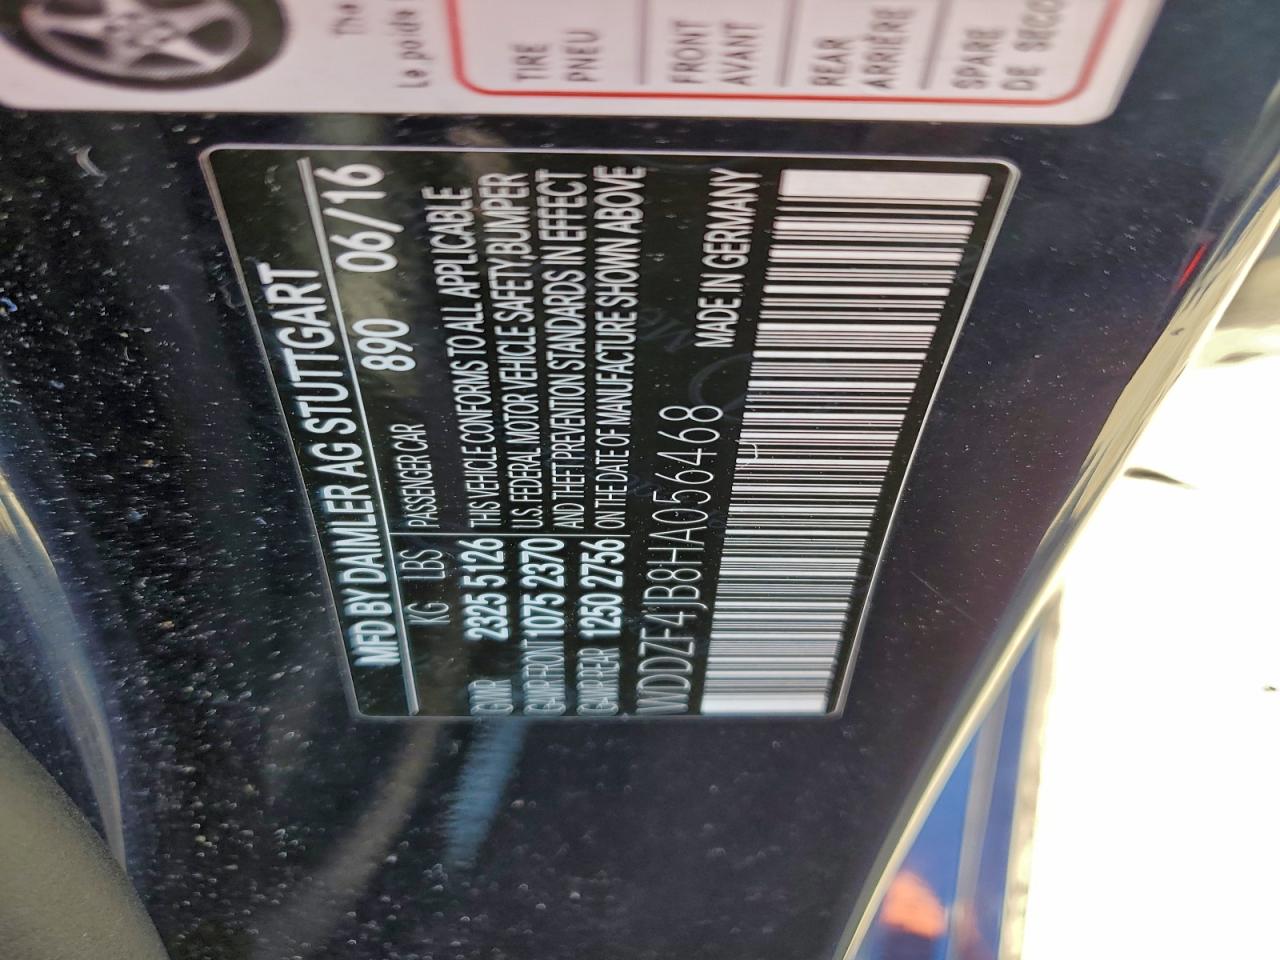 The
Le poids
TIRE
PNEU
FRONT
AVANT
REAR
ARRIÈRE
SPARE
DE SECO
MFD BY DAIMLER AG STUTTGART
890 06/16
KG LBS PASSENGER CAR
GVWR 2325 5126 THIS VEHICLE CONFORMS TO ALL APPLICABLE
GAWR FRONT 1075 2370 U.S. FEDERAL MOTOR VEHICLE SAFETY,BUMPER
GAWR REAR 1250 2756 AND THEFT PREVENTION STANDARDS IN EFFECT
ON THE DATE OF MANUFACTURE SHOWN ABOVE
WDDZF4JB8HA056468 MADE IN GERMANY